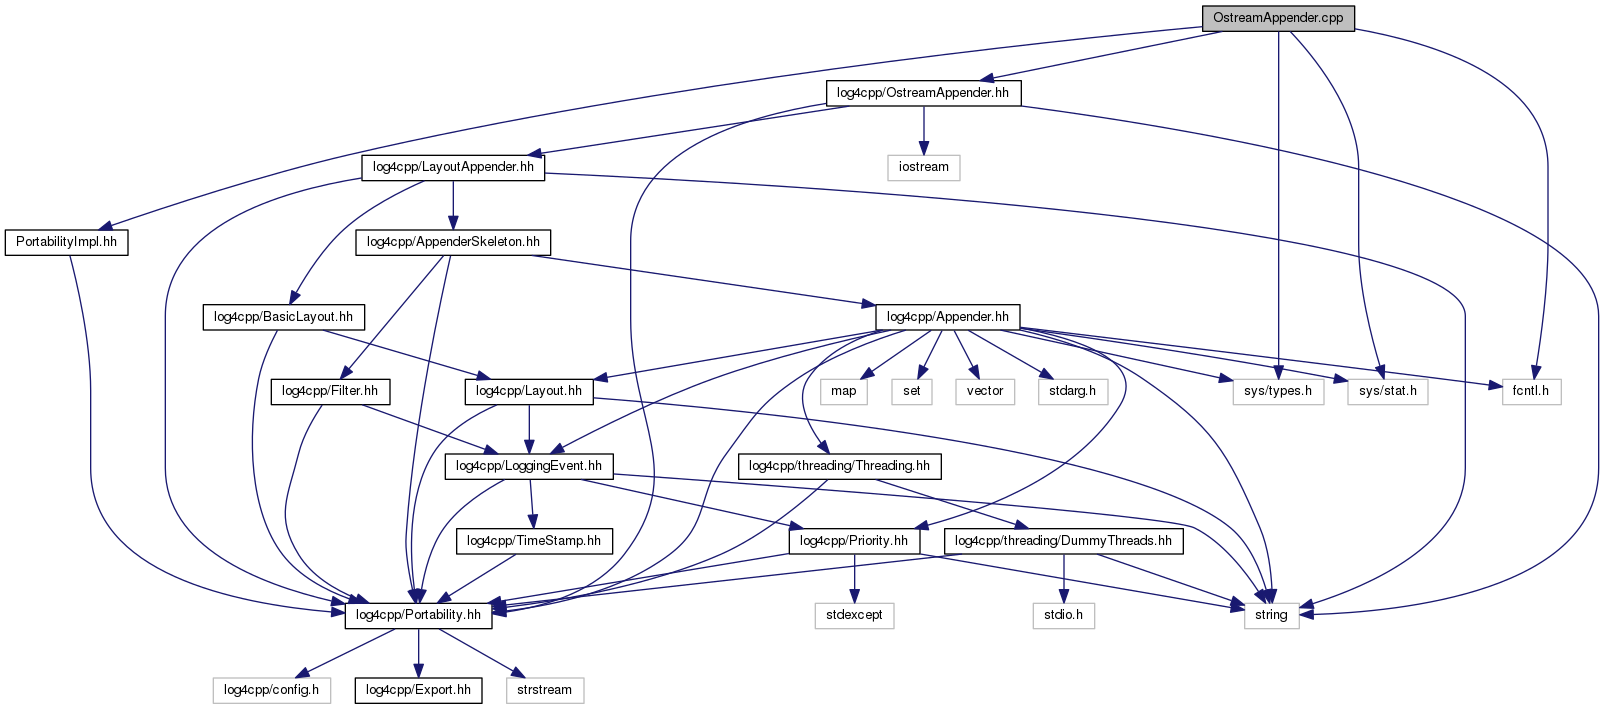 OstreamAppender.cpp
log4cpp/OstreamAppender.hh
log4cpp/LayoutAppender.hh
iostream
PortabilityImpl.hh
log4cpp/AppenderSkeleton.hh
log4cpp/BasicLayout.hh
log4cpp/Appender.hh
log4cpp/Filter.hh
log4cpp/Layout.hh
map
set
vector
stdarg.h
sys/types.h
sys/stat.h
fcntl.h
log4cpp/LoggingEvent.hh
log4cpp/threading/Threading.hh
log4cpp/TimeStamp.hh
log4cpp/Priority.hh
log4cpp/threading/DummyThreads.hh
log4cpp/Portability.hh
stdexcept
stdio.h
string
log4cpp/config.h
log4cpp/Export.hh
strstream